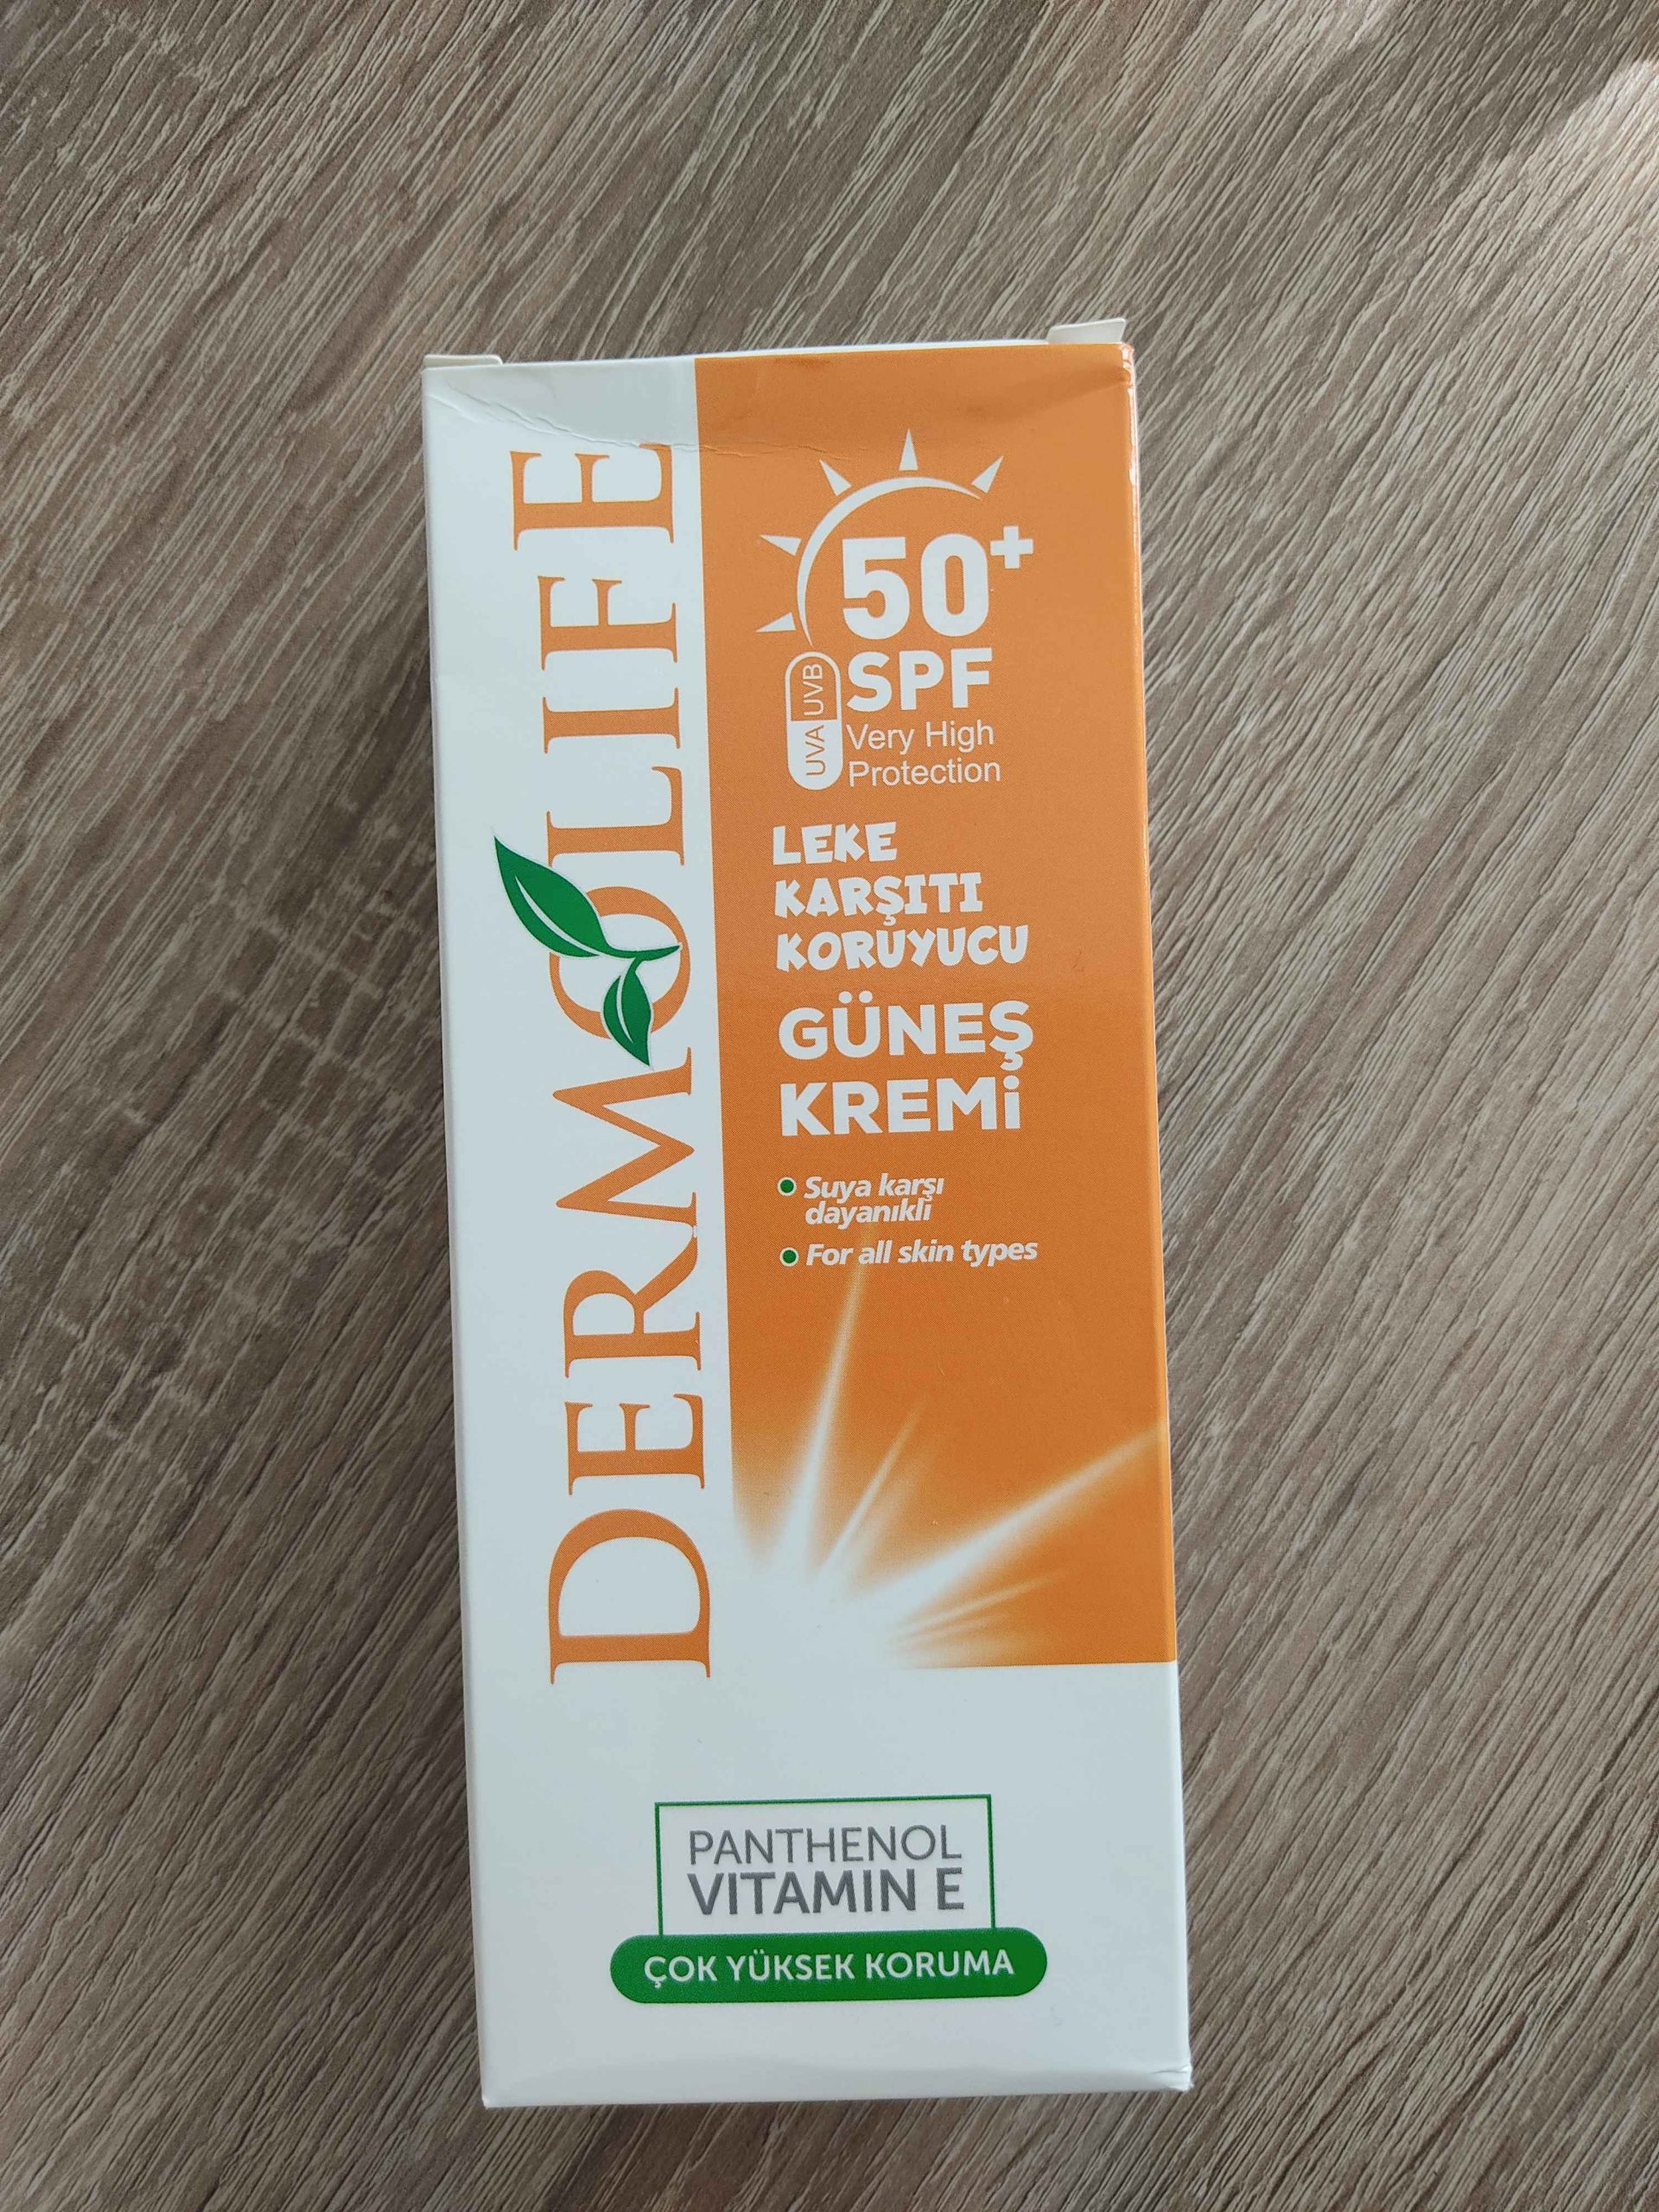 DERMOLIFE
50+
SPF
UVA UVB
Very High
Protection
LEKE
KARŞITI
KORUYUCU
GÜNEŞ
KREMİ
Suya karşı
dayanıklı
For all skin types
PANTHENOL
VITAMIN E
ÇOK YÜKSEK KORUMA